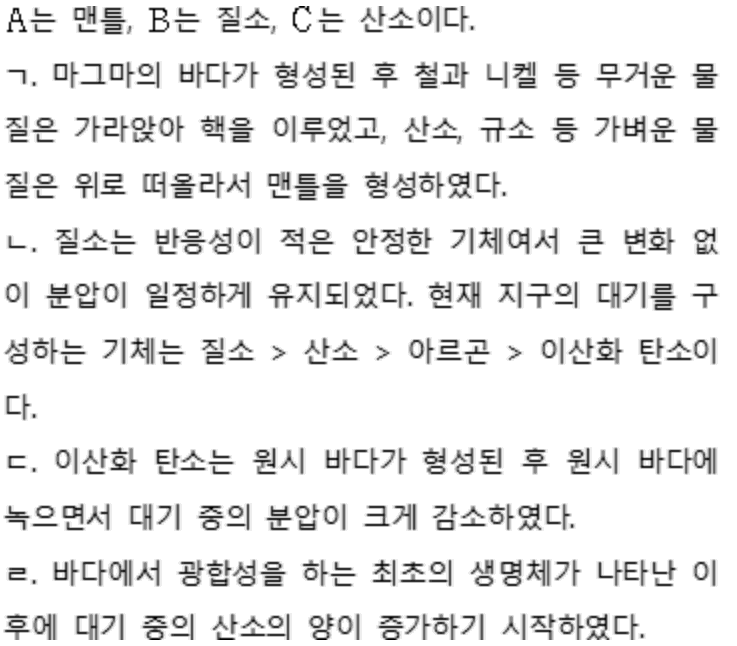 A는 맨틀, B는 질소, C는 산소이다.
ㄱ. 마그마의 바다가 형성된 후 철과 니켈 등 무거운 물
질은 가라앉아 핵을 이루었고, 산소, 규소 등 가벼운 물
질은 위로 떠올라서 맨틀을 형성하였다.
ㄴ. 질소는 반응성이 적은 안정한 기체여서 큰 변화 없
이 분압이 일정하게 유지되었다. 현재 지구의 대기를 구
성하는 기체는 질소 > 산소 > 아르곤 > 이산화 탄소이
다.
ㄷ. 이산화 탄소는 원시 바다가 형성된 후 원시 바다에
녹으면서 대기 중의 분압이 크게 감소하였다.
ㄹ. 바다에서 광합성을 하는 최초의 생명체가 나타난 이
후에 대기 중의 산소의 양이 증가하기 시작하였다.